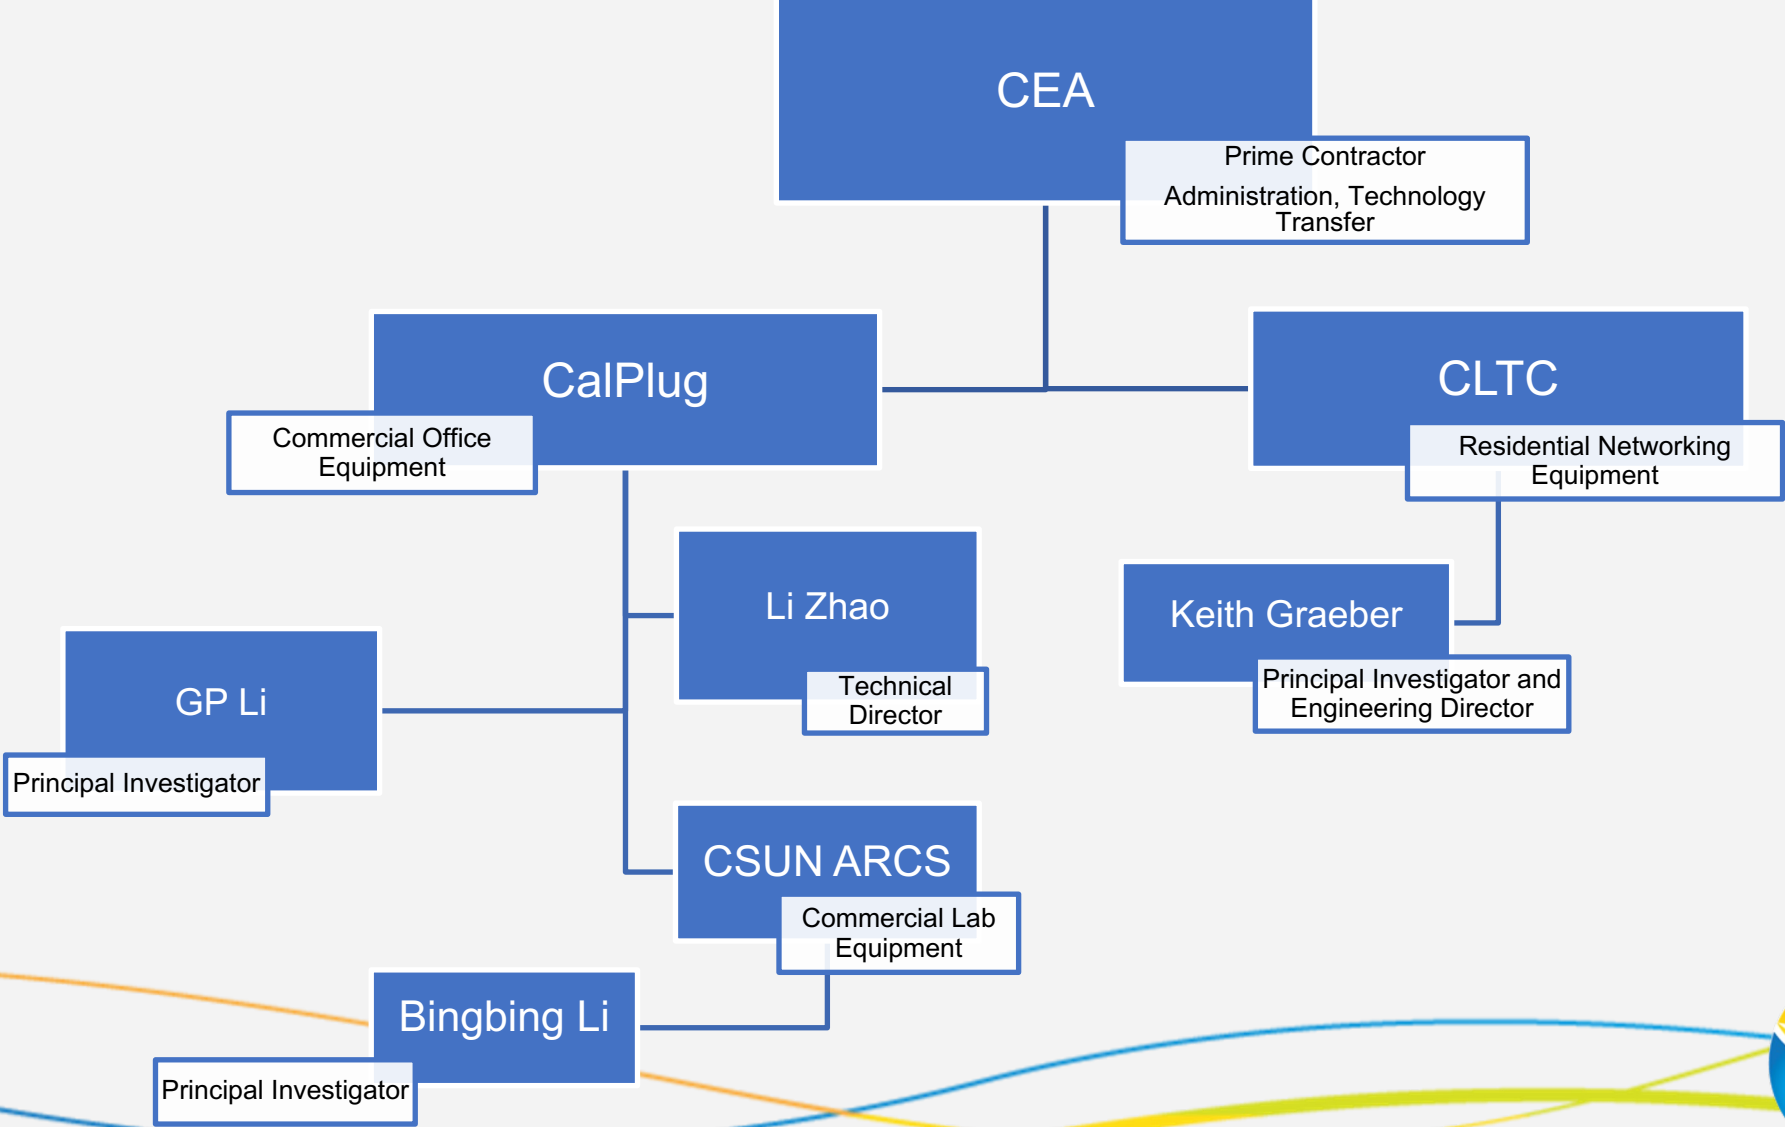 CEA
Prime Contractor
Administration, Technology
Transfer
CalPlug
Commercial Office
Equipment
CLTC
Residential Networking
Equipment
Li Zhao
Technical
Director
Keith Graeber
Principal Investigator and
Engineering Director
GP Li
Principal Investigator
CSUN ARCS
Commercial Lab
Equipment
Bingbing Li
Principal Investigator